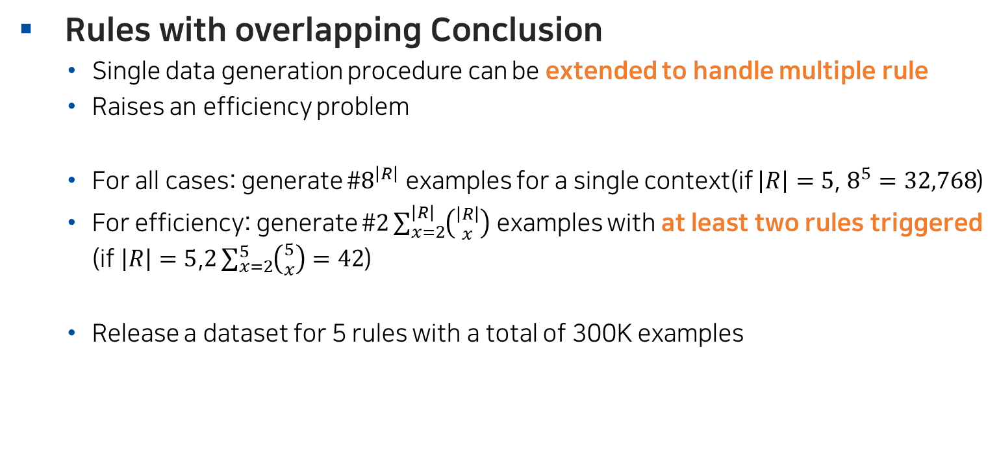 ▪ Rules with overlapping Conclusion
• Single data generation procedure can be extended to handle multiple rule
• Raises an efficiency problem
• For all cases: generate #8^{|R|} examples for a single context(if |R| = 5, 8^5 = 32,768)
• For efficiency: generate #2 ∑_{x=2}^{|R|} \binom{|R|}{x} examples with at least two rules triggered
(if |R| = 5,2 ∑_{x=2}^{5} \binom{5}{x} = 42)
• Release a dataset for 5 rules with a total of 300K examples